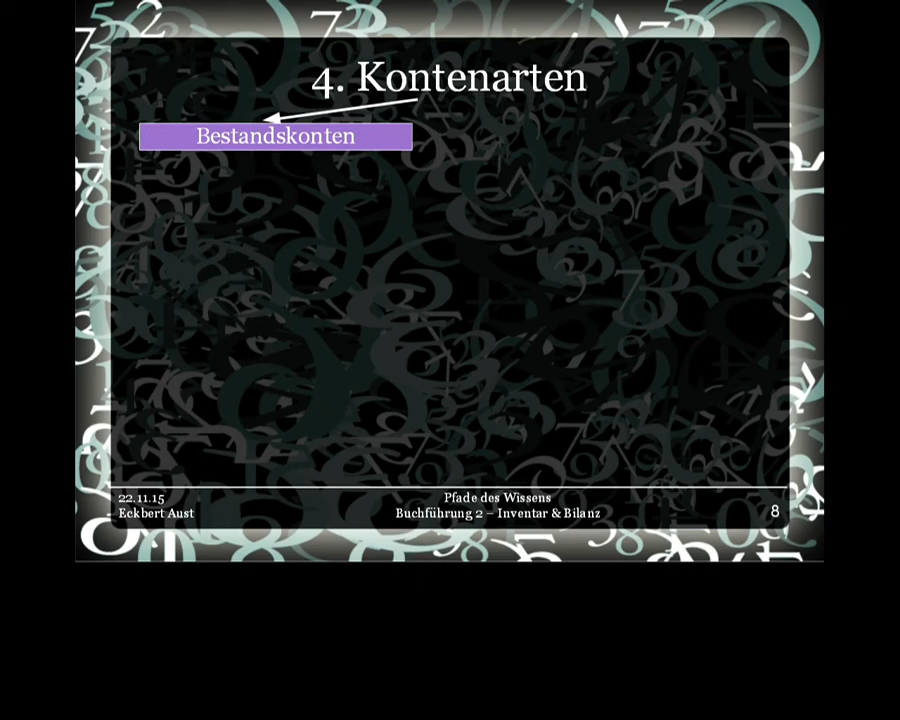 4. Kontenarten
Bestandskonten
22.11.15
Eckbert Aust
Pfade des Wissens
Buchführung 2 – Inventar & Bilanz
8